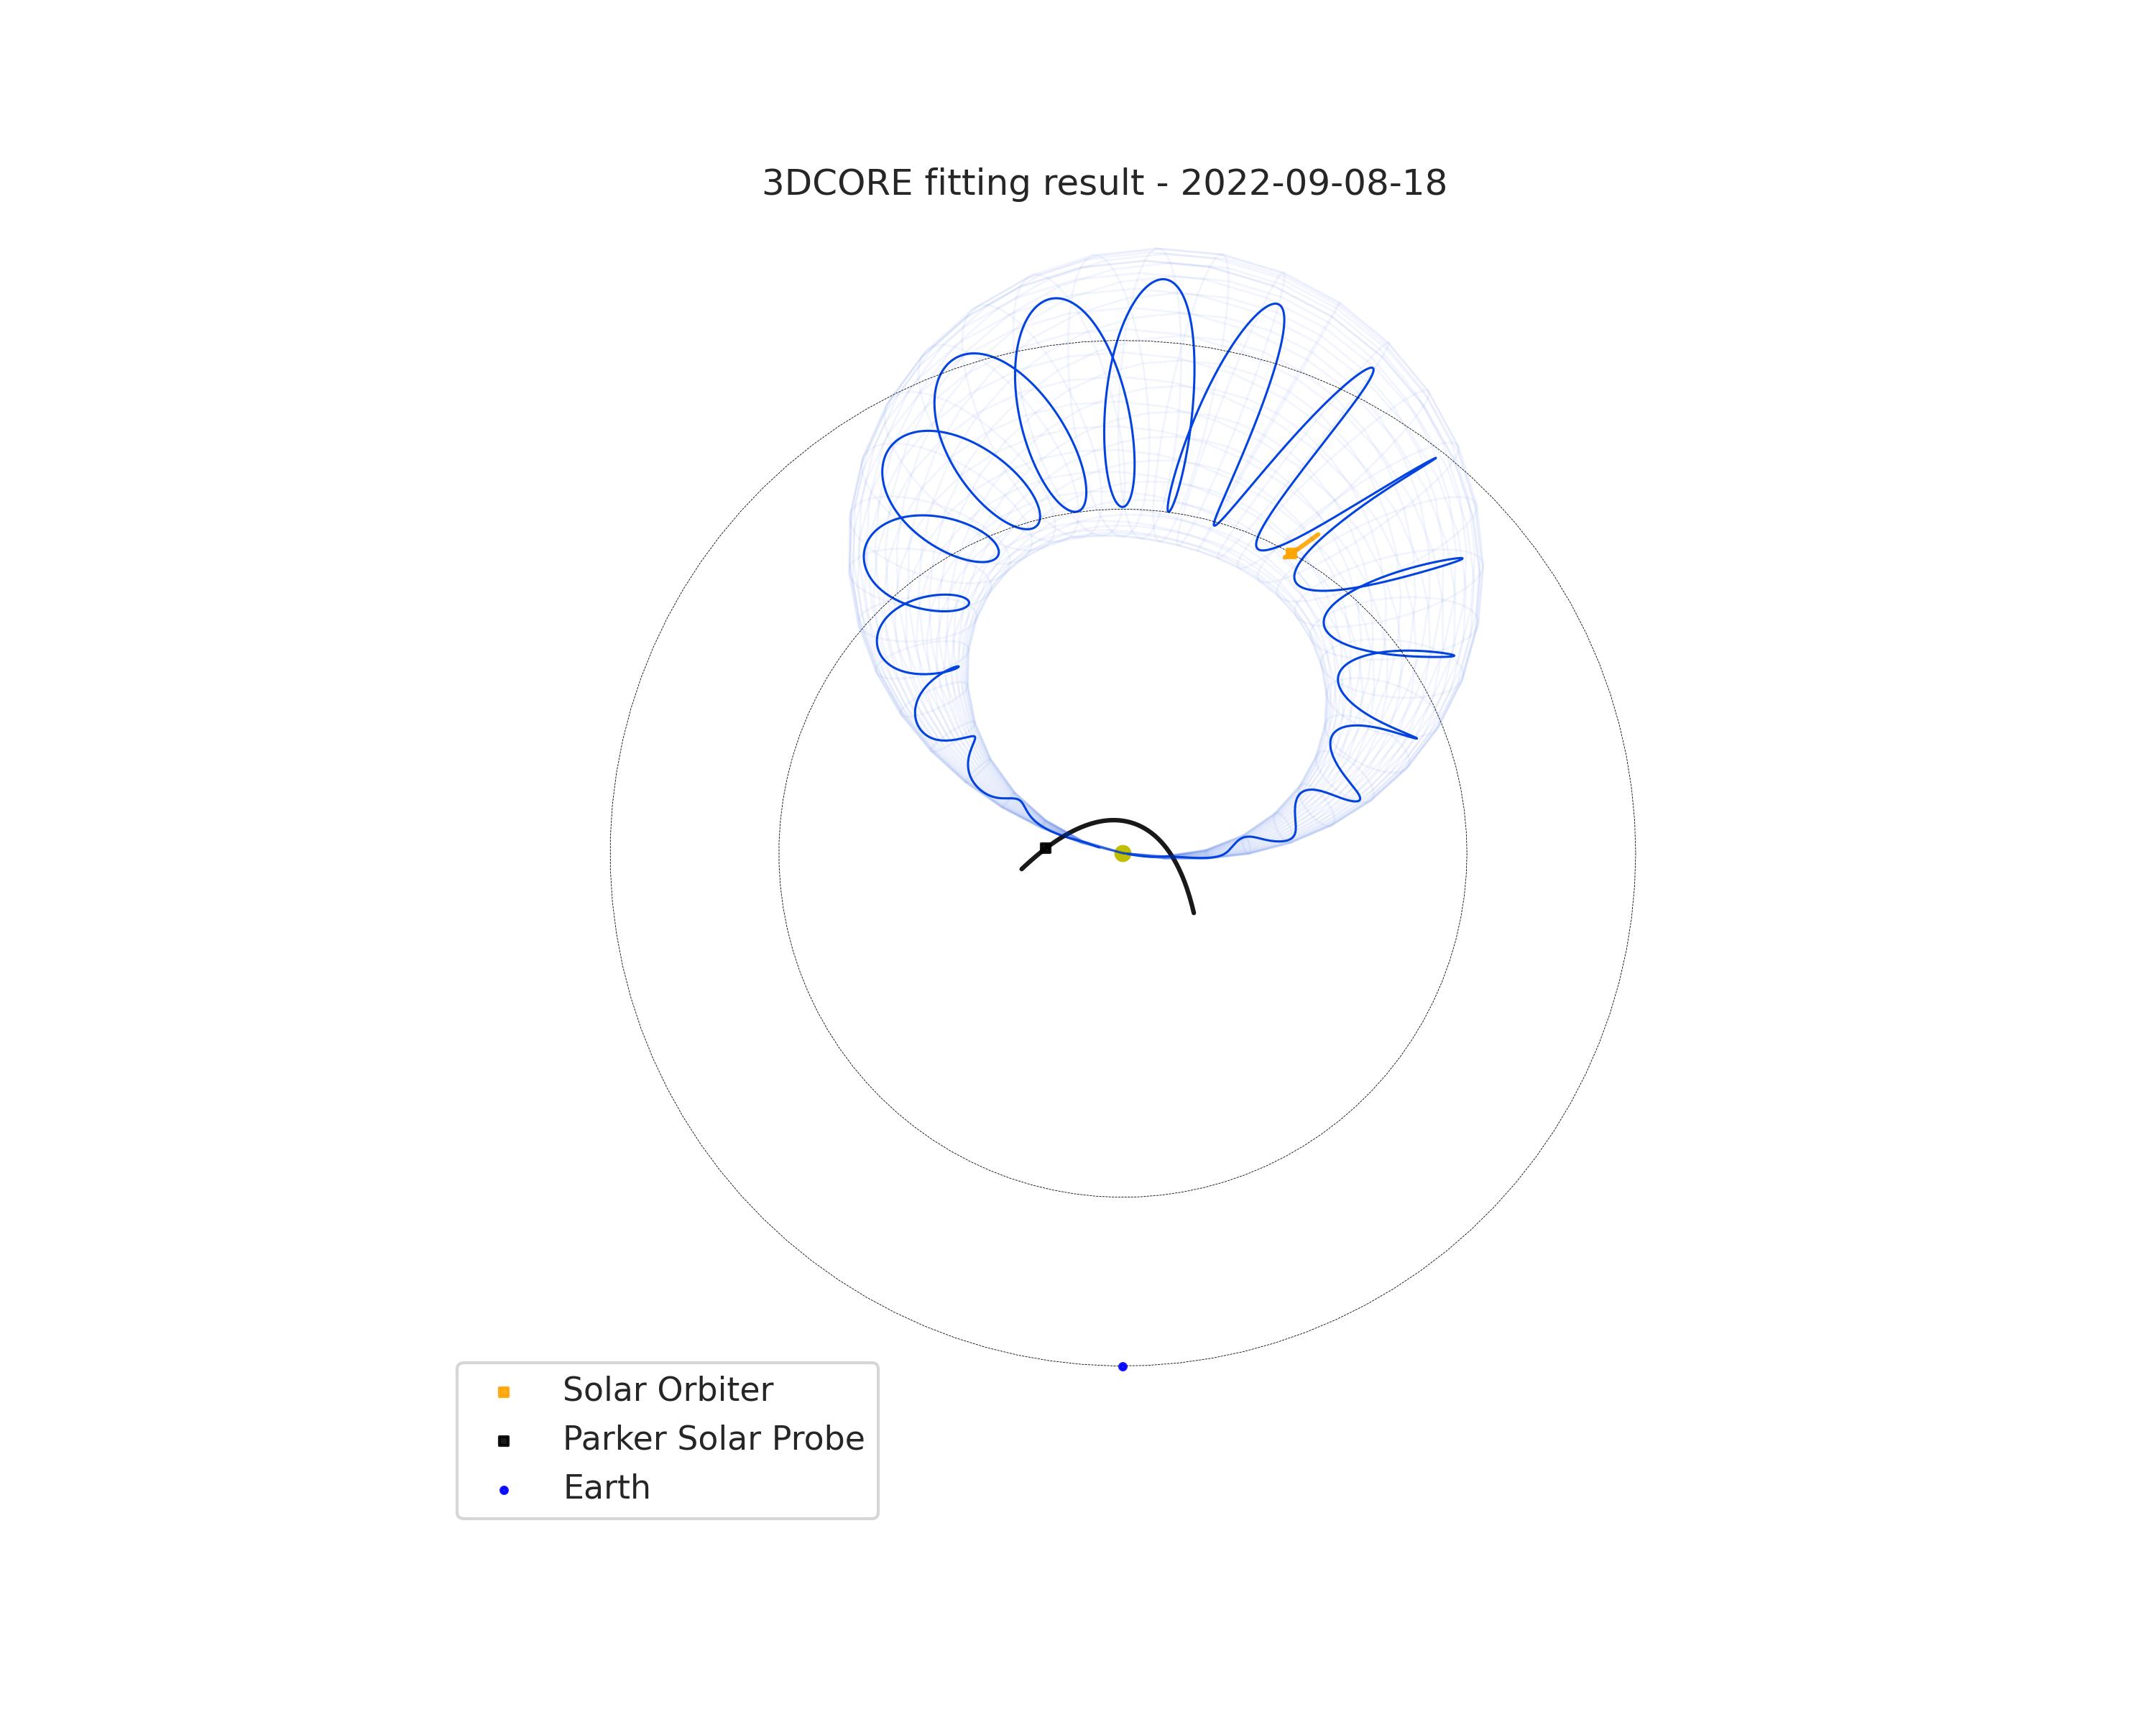 3DCORE fitting result - 2022-09-08-18
Solar Orbiter
Parker Solar Probe
Earth